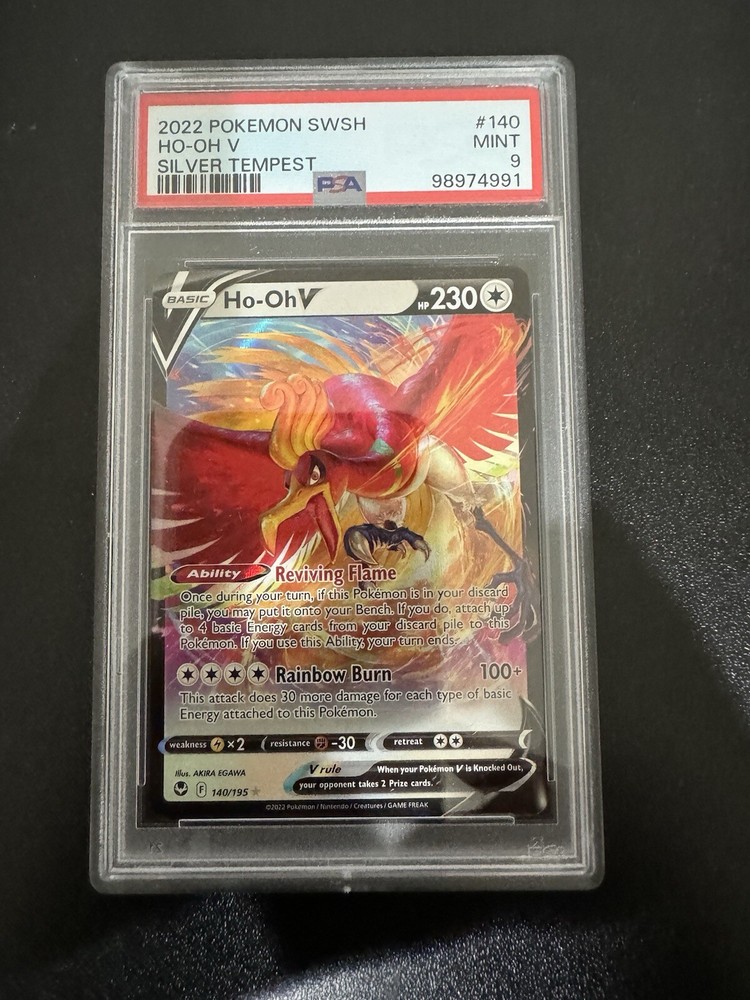 2022 POKEMON SWSH #140
HO-OH V MINT
SILVER TEMPEST 9
PSA 98974991
BASIC Ho-Oh V HP 230
Ability Reviving Flame
Once during your turn, if this Pokémon is in your discard
pile, you may put it onto your Bench. If you do, attach up
to 4 basic Energy cards from your discard pile to this
Pokémon. If you use this Ability, your turn ends.
Rainbow Burn 100+
This attack does 30 more damage for each type of basic
Energy attached to this Pokémon.
weakness ×2 resistance -30 retreat
Illus. AKIRA EGAWA
V rule When your Pokémon V is Knocked Out,
your opponent takes 2 Prize cards.
F 140/195
©2022 Pokémon / Nintendo / Creatures / GAME FREAK